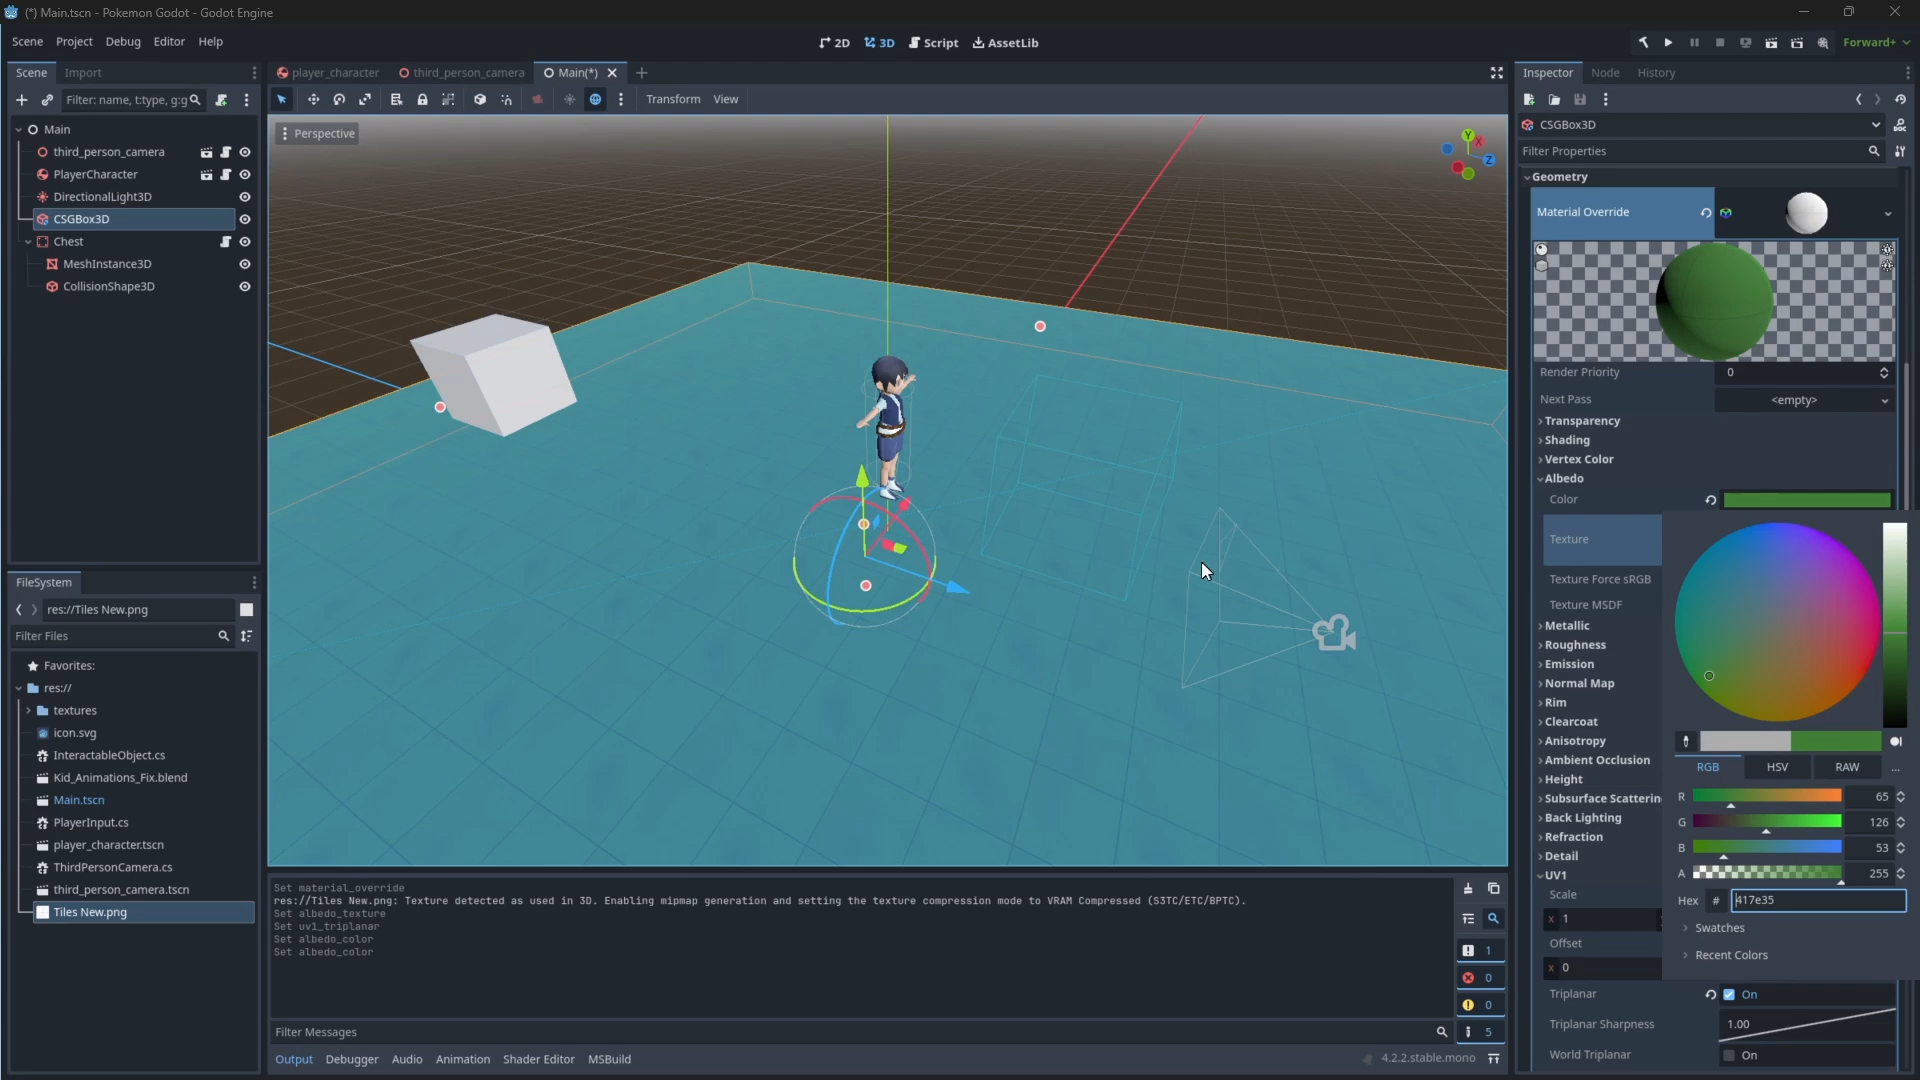 (*) Main.tscn - Pokemon Godot - Godot Engine
Scene Project Debug Editor Help
2D 3D Script AssetLib
Forward+
Scene Import
player_character third_person_camera Main(*)
Inspector Node History
Filter: name, t:type, g:g
Transform View
CSGBox3D
Perspective
Y X Z
Filter Properties
Main
third_person_camera
PlayerCharacter
DirectionalLight3D
CSGBox3D
Chest
MeshInstance3D
CollisionShape3D
Geometry
Material Override
Render Priority 0
Next Pass <empty>
Transparency
Shading
Vertex Color
Albedo
Color
Texture
Texture Force sRGB
Texture MSDF
Metallic
Roughness
Emission
Normal Map
Rim
Clearcoat
Anisotropy
Ambient Occlusion
Height
Subsurface Scatterin
Back Lighting
Refraction
Detail
UV1
Scale
x 1
Offset
x 0
Triplanar On
Triplanar Sharpness 1.00
World Triplanar On
RGB HSV RAW ...
R 65
G 126
B 53
A 255
Hex # 417e35
Swatches
Recent Colors
FileSystem
res://Tiles New.png
Filter Files
Favorites:
res://
textures
icon.svg
InteractableObject.cs
Kid_Animations_Fix.blend
Main.tscn
PlayerInput.cs
player_character.tscn
ThirdPersonCamera.cs
third_person_camera.tscn
Tiles New.png
Set material_override
res://Tiles New.png: Texture detected as used in 3D. Enabling mipmap generation and setting the texture compression mode to VRAM Compressed (S3TC/ETC/BPTC).
Set albedo_texture
Set uv1_triplanar
Set albedo_color
Set albedo_color
1
0
0
5
Filter Messages
Output Debugger Audio Animation Shader Editor MSBuild
4.2.2.stable.mono